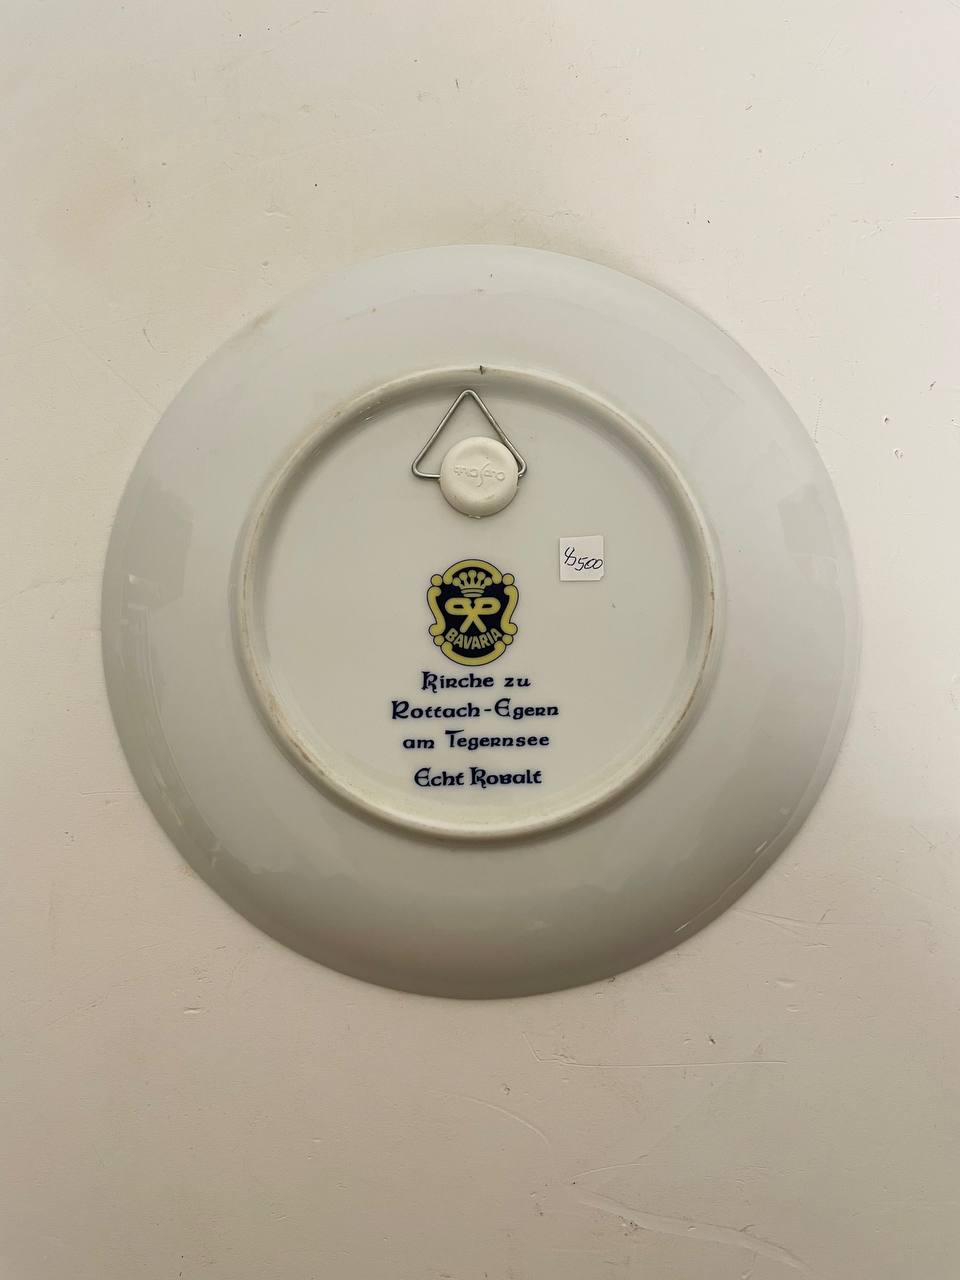 BAVARIA
Kirche zu
Rottach-Egern
am Tegernsee
Echt Kobalt